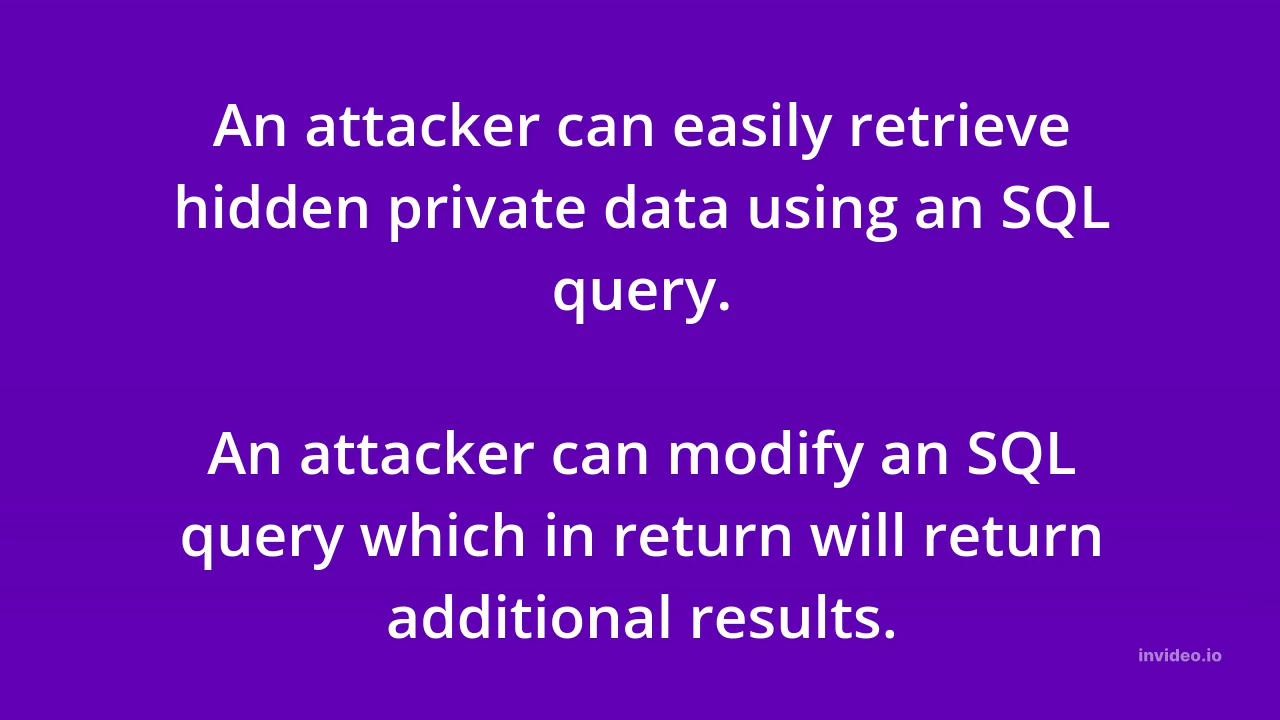 An attacker can easily retrieve
hidden private data using an SQL
query.
An attacker can modify an SQL
query which in return will return
additional results.
invideo.io